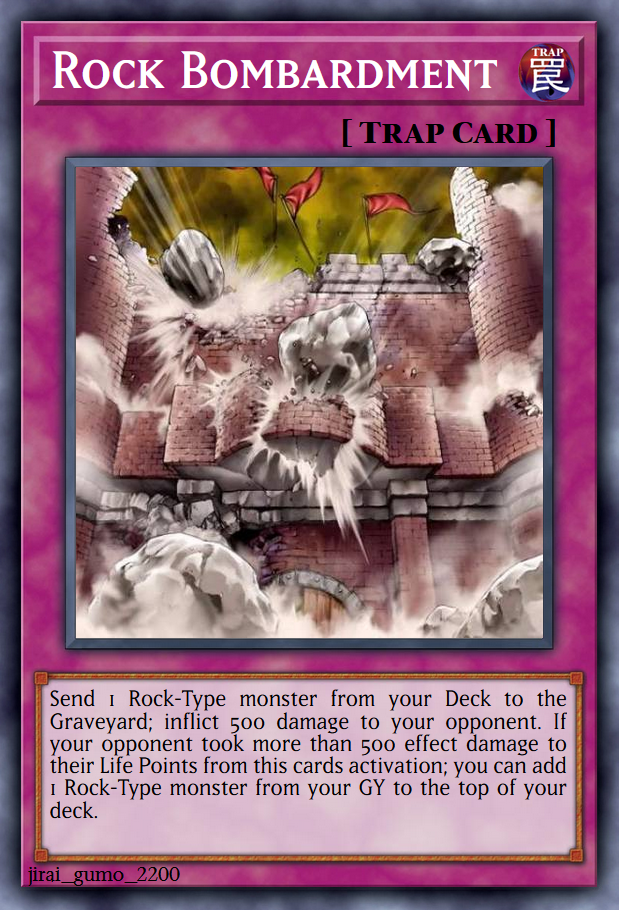 Rock Bombardment
TRAP
罠
[ Trap Card ]
Send 1 Rock-Type monster from your Deck to the
Graveyard; inflict 500 damage to your opponent. If
your opponent took more than 500 effect damage to
their Life Points from this cards activation; you can add
1 Rock-Type monster from your GY to the top of your
deck.
jirai_gumo_2200